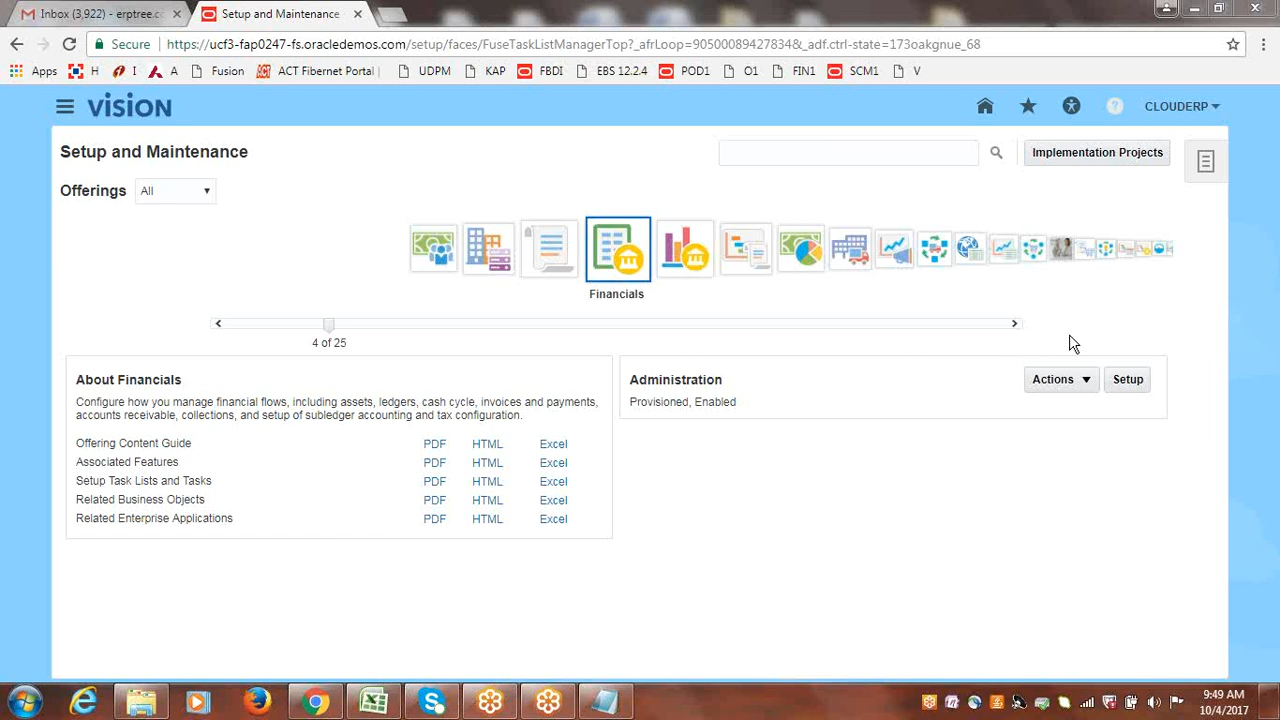 Inbox (3,922) - erptree.c
Setup and Maintenance
Secure
https://ucf3-fap0247-fs.oracledemos.com/setup/faces/FuseTaskListManagerTop?_afrLoop=90500089427834&_adf.ctrl-state=173oakgnue_68
Apps H I A Fusion ACT Fibernet Portal | UDPM KAP FBDI EBS 12.2.4 POD1 O1 FIN1 SCM1 V
VISION
CLOUDERP
Setup and Maintenance
Implementation Projects
Offerings All
Financials
4 of 25
About Financials
Configure how you manage financial flows, including assets, ledgers, cash cycle, invoices and payments,
accounts receivable, collections, and setup of subledger accounting and tax configuration.
Offering Content Guide PDF HTML Excel
Associated Features PDF HTML Excel
Setup Task Lists and Tasks PDF HTML Excel
Related Business Objects PDF HTML Excel
Related Enterprise Applications PDF HTML Excel
Administration
Actions Setup
Provisioned, Enabled
9:49 AM
10/4/2017